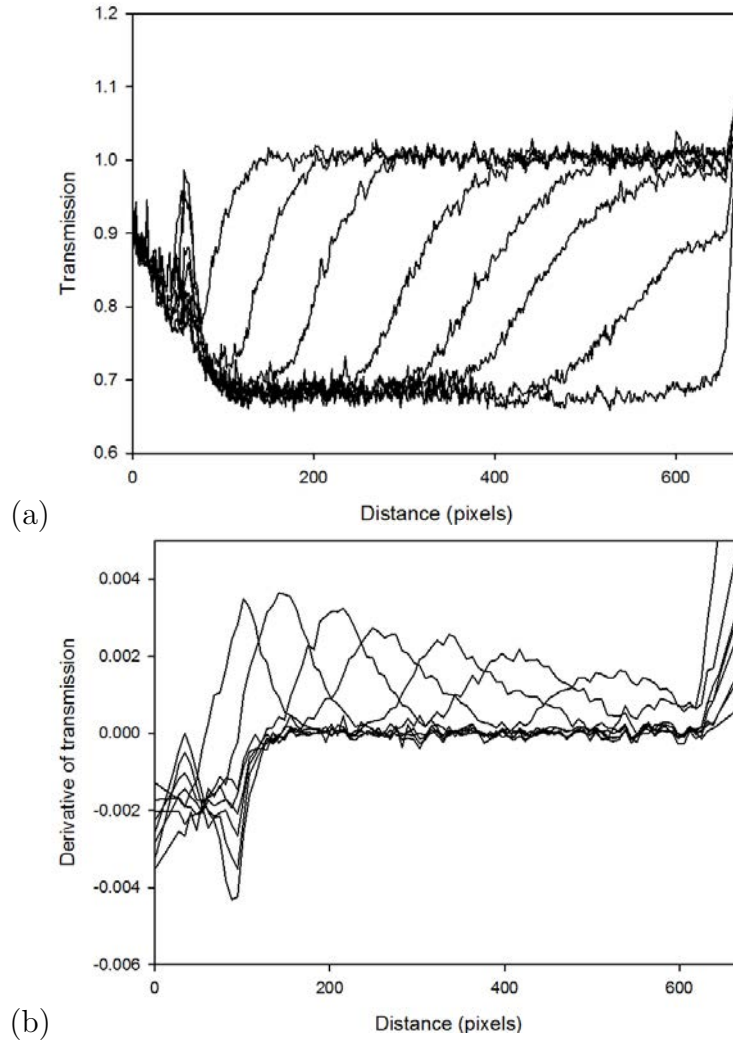 1.2
1.1
1.0
0.9
0.8
0.7
0.6
Transmission
0 200 400 600
Distance (pixels)
(a)
0.004
0.002
0.000
-0.002
-0.004
-0.006
Derivative of transmission
0 200 400 600
Distance (pixels)
(b)